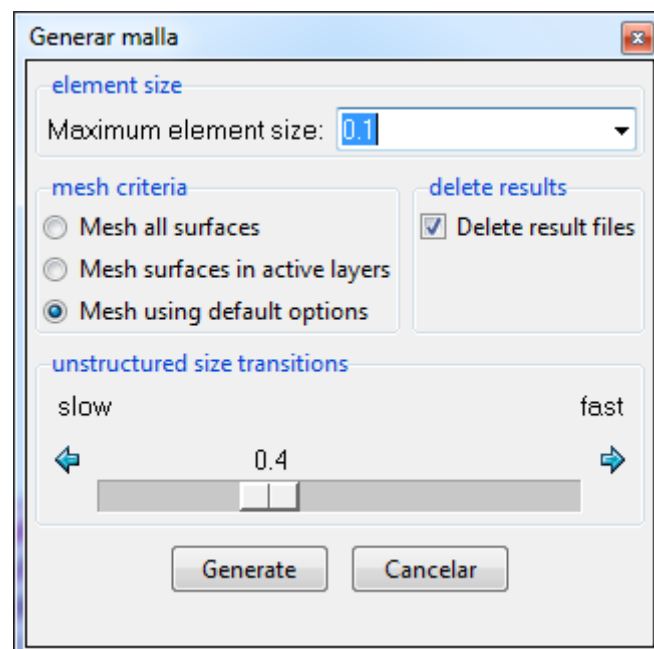 Generar malla
element size
Maximum element size: 0.1
mesh criteria
Mesh all surfaces
Mesh surfaces in active layers
Mesh using default options
delete results
Delete result files
unstructured size transitions
slow fast
0.4
Generate Cancelar